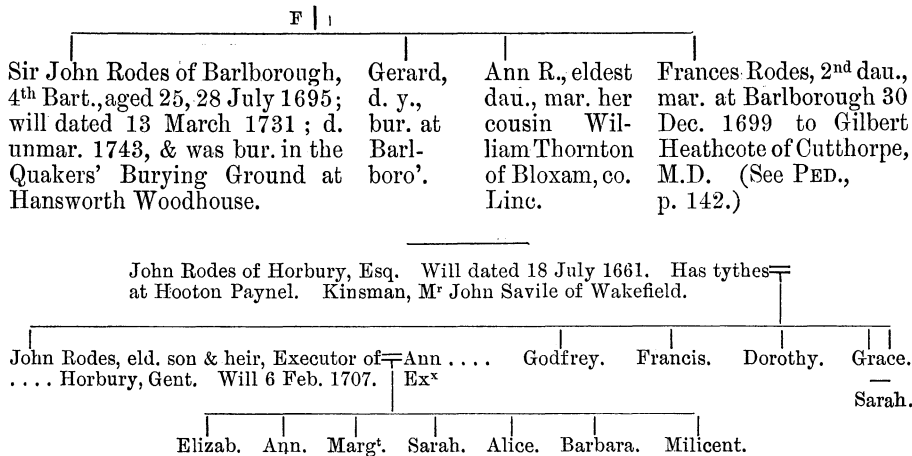 F
Sir John Rodes of Barlborough,
4th Bart., aged 25, 28 July 1695;
will dated 13 March 1731 ; d.
unmar. 1743, & was bur. in the
Quakers' Burying Ground at
Hansworth Woodhouse.
Gerard,
d. y.,
bur. at
Barl-
boro'.
Ann R., eldest
dau., mar. her
cousin Wil-
liam Thornton
of Bloxam, co.
Linc.
Frances Rodes, 2nd dau.,
mar. at Barlborough 30
Dec. 1699 to Gilbert
Heathcote of Cutthorpe,
M.D. (See PED.,
p. 142.)
John Rodes of Horbury, Esq. Will dated 18 July 1661. Has tythes
at Hooton Paynel. Kinsman, Mr John Savile of Wakefield.
John Rodes, eld. son & heir, Executor of
.... Horbury, Gent. Will 6 Feb. 1707.
Ann ....
Exx
Godfrey.
Francis.
Dorothy.
Grace.
Sarah.
Elizab. Ann. Margt. Sarah. Alice. Barbara. Milicent.